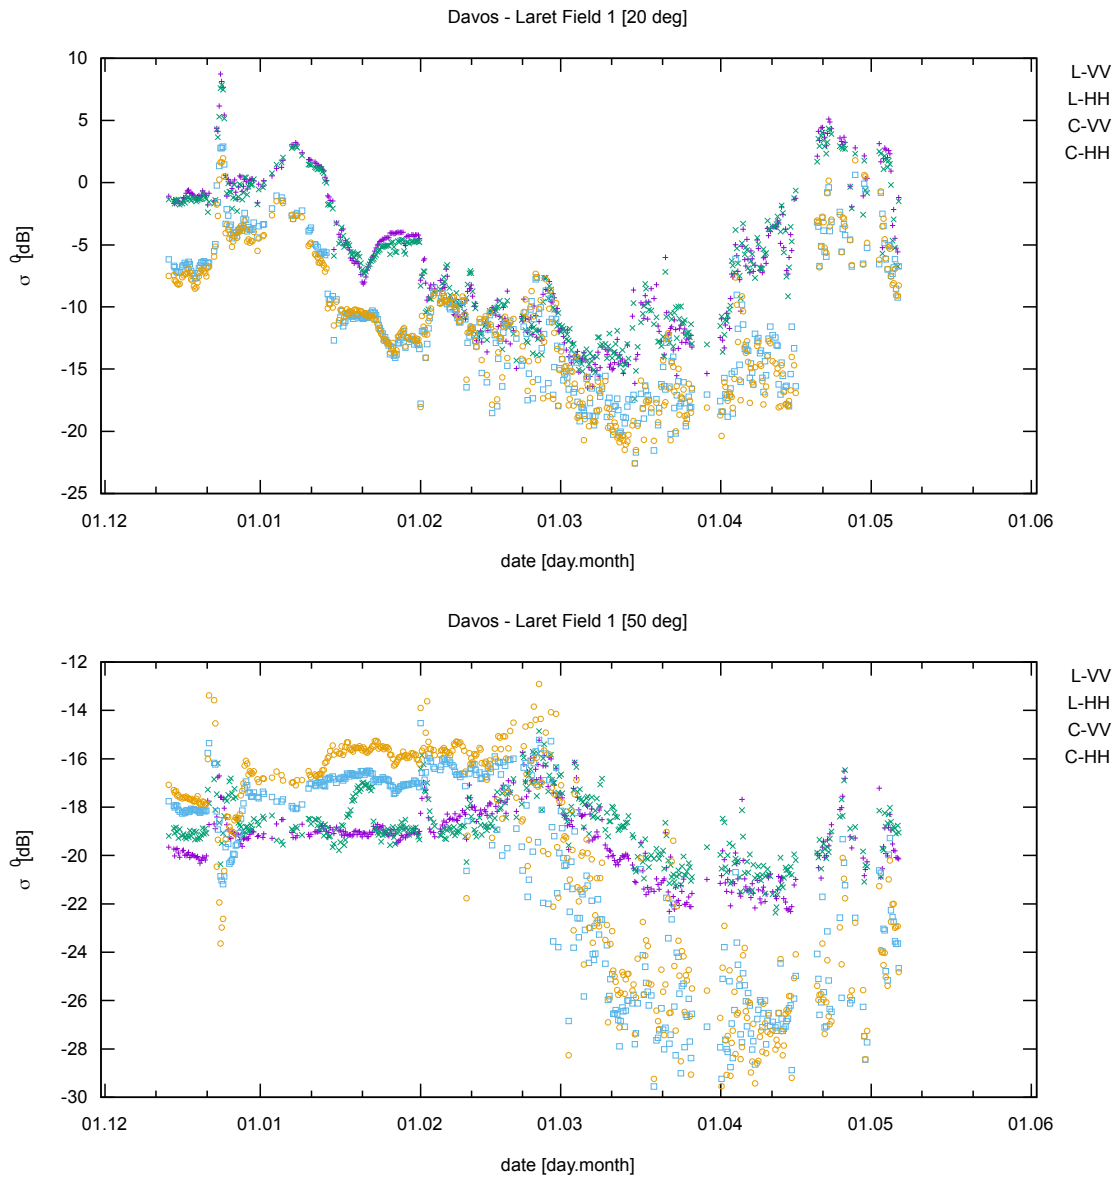 Davos - Laret Field 1 [20 deg]
10
5
0
-5
-10
-15
-20
-25
σ 0 [dB]
01.12 01.01 01.02 01.03 01.04 01.05 01.06
date [day.month]
L-VV
L-HH
C-VV
C-HH
Davos - Laret Field 1 [50 deg]
-12
-14
-16
-18
-20
-22
-24
-26
-28
-30
σ 0 [dB]
01.12 01.01 01.02 01.03 01.04 01.05 01.06
date [day.month]
L-VV
L-HH
C-VV
C-HH